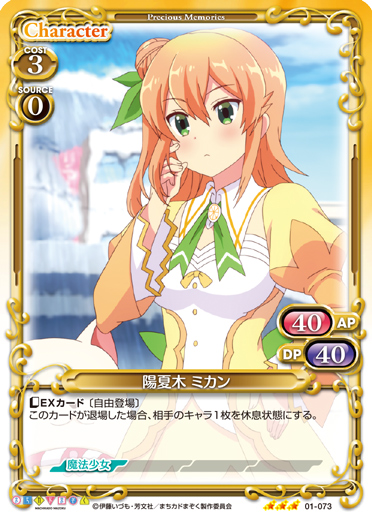 Precious Memories
Character
COST
3
SOURCE
0
40 AP
DP 40
陽夏木 ミカン
EXカード〔自由登場〕
このカードが退場した場合、相手のキャラ1枚を休息状態にする。
魔法少女
©伊藤いづも・芳文社／まちカドまぞく製作委員会
01-073